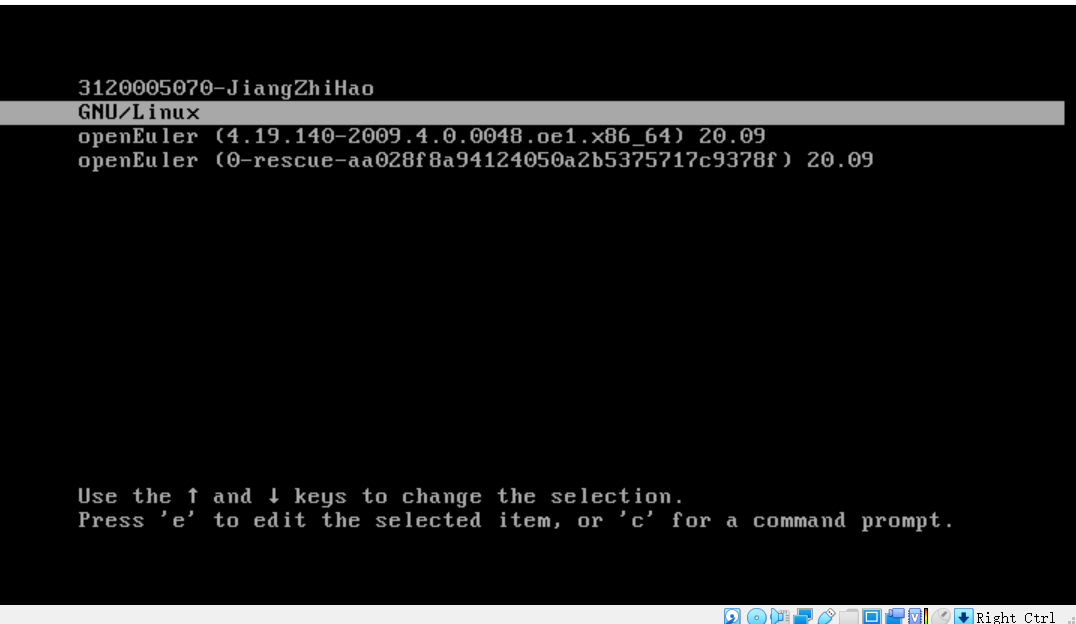 3120005070-JiangZhiHao
GNU/Linux
openEuler (4.19.140-2009.4.0.0048.oe1.x86_64) 20.09
openEuler (0-rescue-aa028f8a94124050a2b5375717c9378f) 20.09
Use the ↑ and ↓ keys to change the selection.
Press 'e' to edit the selected item, or 'c' for a command prompt.
Right Ctrl